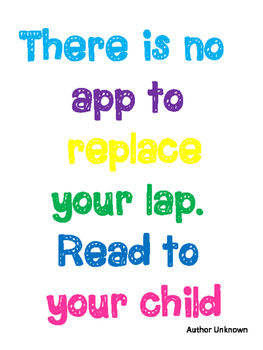 There is no
app to
replace
your lap.
Read to
your child
Author Unknown